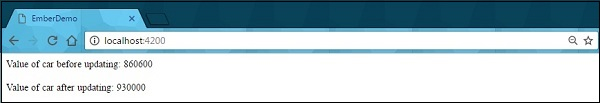 EmberDemo
localhost:4200
Value of car before updating: 860600
Value of car after updating: 930000